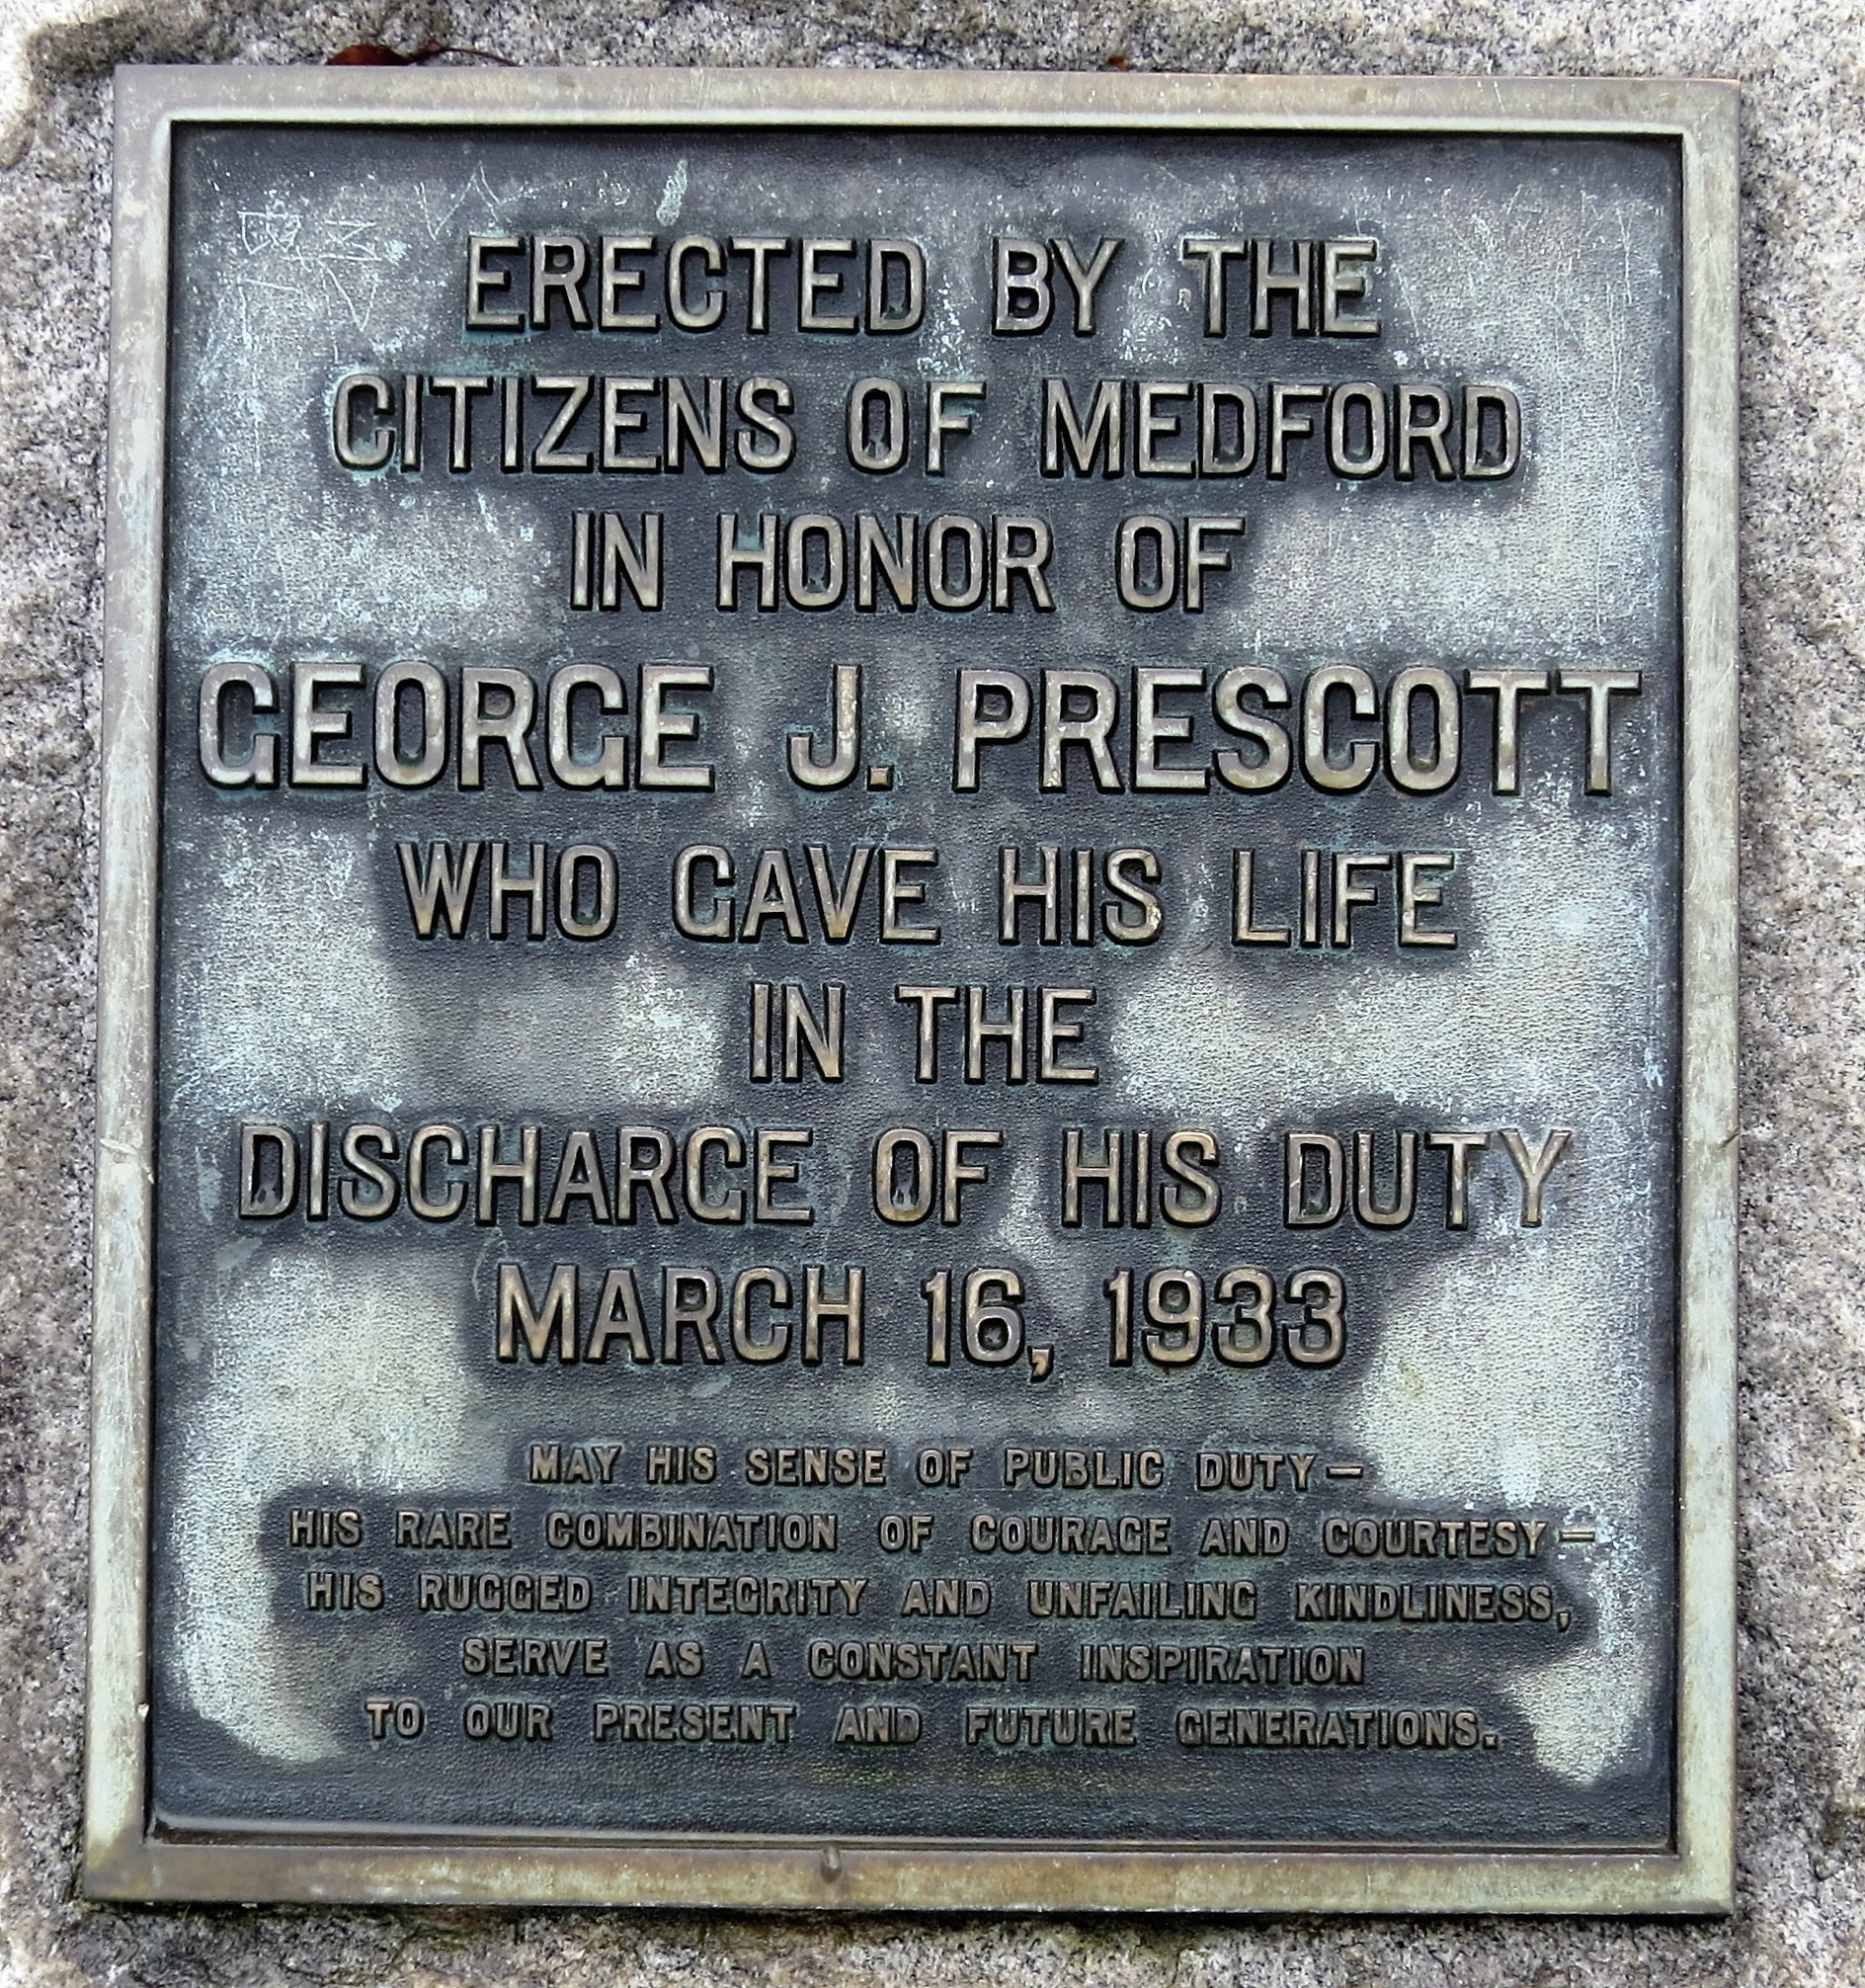 ERECTED BY THE
CITIZENS OF MEDFORD
IN HONOR OF
GEORGE J. PRESCOTT
WHO GAVE HIS LIFE
IN THE
DISCHARGE OF HIS DUTY
MARCH 16, 1933
MAY HIS SENSE OF PUBLIC DUTY—
HIS RARE COMBINATION OF COURAGE AND COURTESY—
HIS RUGGED INTEGRITY AND UNFAILING KINDLINESS,
SERVE AS A CONSTANT INSPIRATION
TO OUR PRESENT AND FUTURE GENERATIONS.